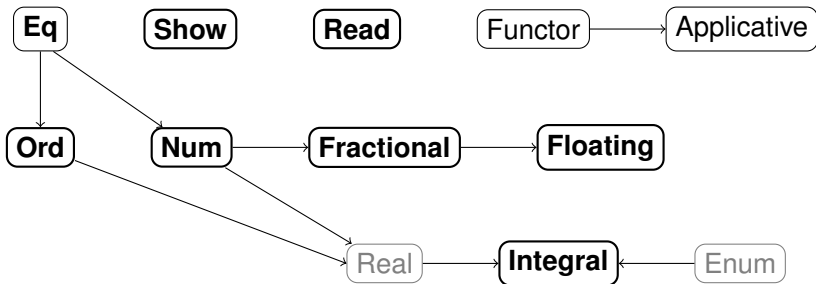 Eq Show Read Functor Applicative
Ord Num Fractional Floating
Real Integral Enum